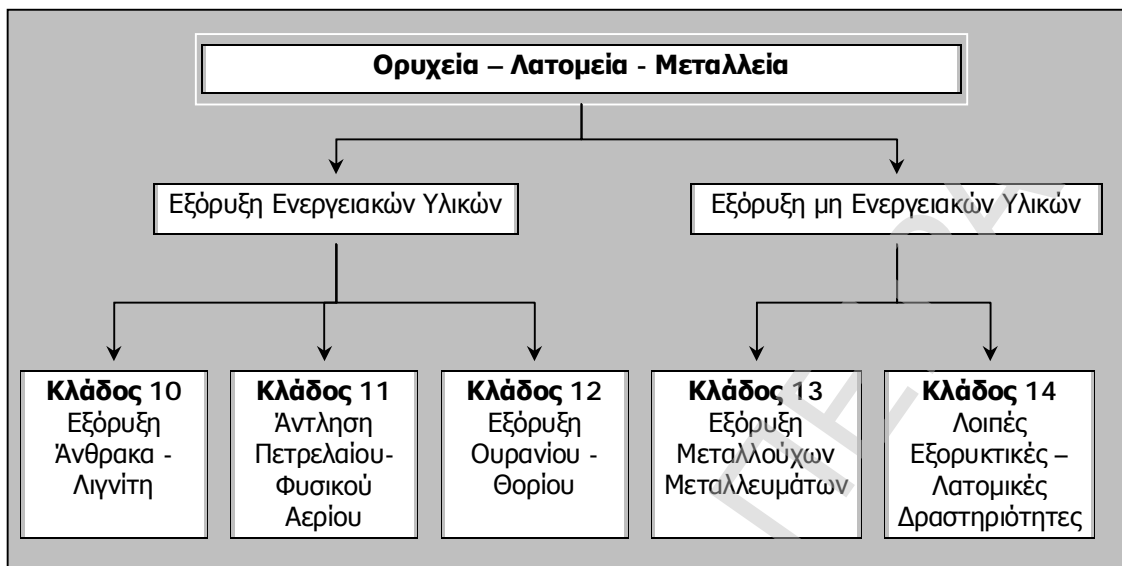 Ορυχεία – Λατομεία - Μεταλλεία
Εξόρυξη Ενεργειακών Υλικών
Εξόρυξη μη Ενεργειακών Υλικών
Κλάδος 10
Εξόρυξη
Άνθρακα -
Λιγνίτη
Κλάδος 11
Άντληση
Πετρελαίου-
Φυσικού
Αερίου
Κλάδος 12
Εξόρυξη
Ουρανίου -
Θορίου
Κλάδος 13
Εξόρυξη
Μεταλλούχων
Μεταλλευμάτων
Κλάδος 14
Λοιπές
Εξορυκτικές –
Λατομικές
Δραστηριότητες
ΠΕΙΡΑ